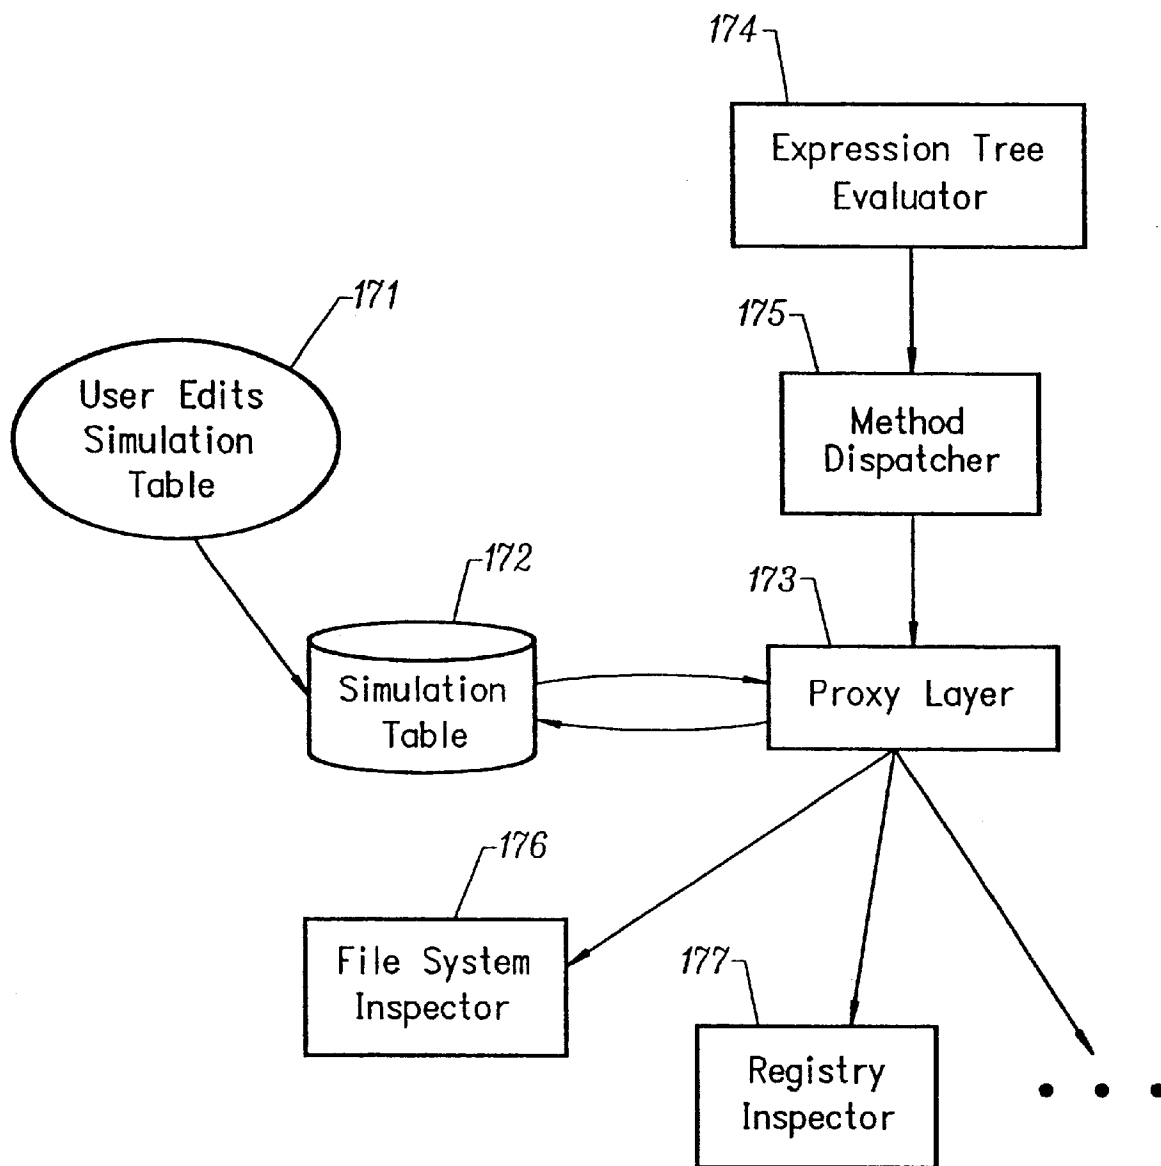 174
Expression Tree
Evaluator
171
175
User Edits
Simulation
Table
Method
Dispatcher
172
173
Simulation
Table
Proxy Layer
176
File System
Inspector
177
Registry
Inspector